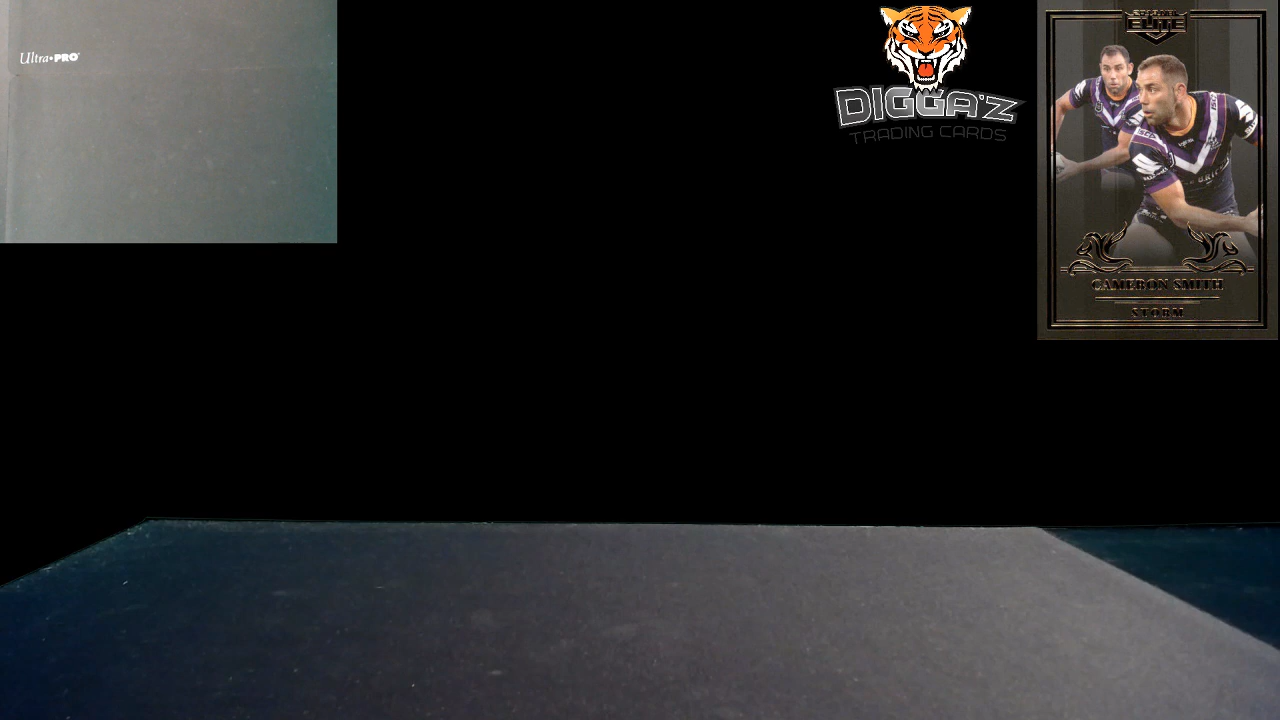 Ultra•PRO
DIGGA'Z
TRADING CARDS
ELITE
CAMERON SMITH
STORM